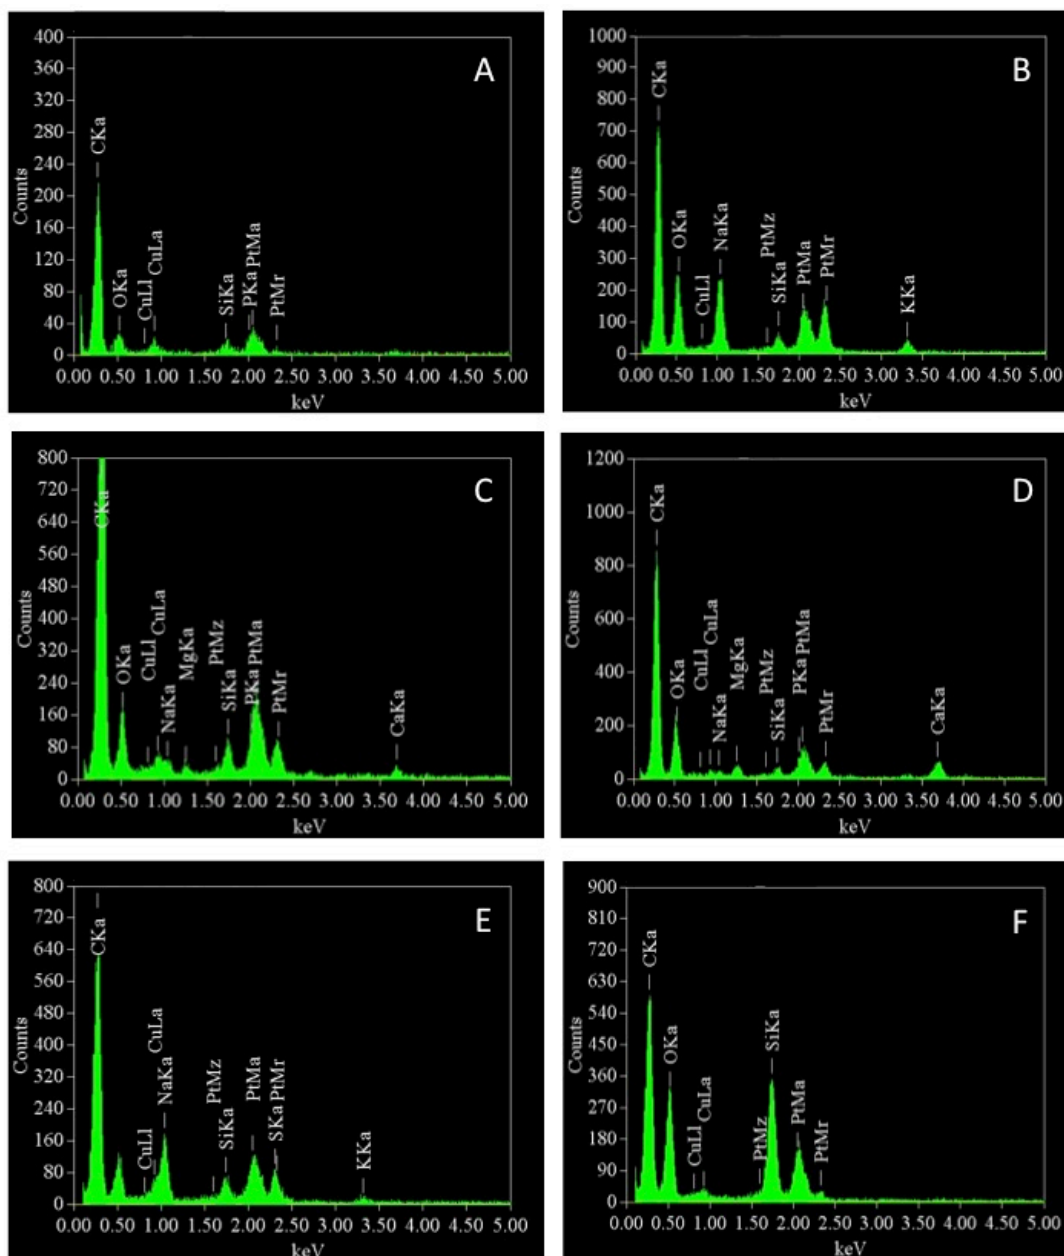 A
400
360
320
280
240
200
160
120
80
40
0
Counts
CKa
OKa
CuLl
CuLa
SiKa
PKa
PtMa
PtMr
0.00 0.50 1.00 1.50 2.00 2.50 3.00 3.50 4.00 4.50 5.00
keV
B
1000
900
800
700
600
500
400
300
200
100
0
Counts
CKa
OKa
CuLl
NaKa
PtMz
SiKa
PtMa
PtMr
KKa
0.00 0.50 1.00 1.50 2.00 2.50 3.00 3.50 4.00 4.50 5.00
keV
C
800
720
640
560
480
400
320
240
160
80
0
Counts
CKa
OKa
CuLl
CuLa
NaKa
MgKa
PtMz
SiKa
PKa
PtMa
PtMr
CaKa
0.00 0.50 1.00 1.50 2.00 2.50 3.00 3.50 4.00 4.50 5.00
keV
D
1200
1000
800
600
400
200
0
Counts
CKa
OKa
CuLl
CuLa
NaKa
MgKa
PtMz
SiKa
PKa
PtMa
PtMr
CaKa
0.00 0.50 1.00 1.50 2.00 2.50 3.00 3.50 4.00 4.50 5.00
keV
E
800
720
640
560
480
400
320
240
160
80
0
Counts
CKa
CuLl
CuLa
NaKa
PtMz
SiKa
PtMa
SKa
PtMr
KKa
0.00 0.50 1.00 1.50 2.00 2.50 3.00 3.50 4.00 4.50 5.00
keV
F
900
810
720
630
540
450
360
270
180
90
0
Counts
CKa
OKa
CuLl
CuLa
PtMz
SiKa
PtMa
PtMr
0.00 0.50 1.00 1.50 2.00 2.50 3.00 3.50 4.00 4.50 5.00
keV